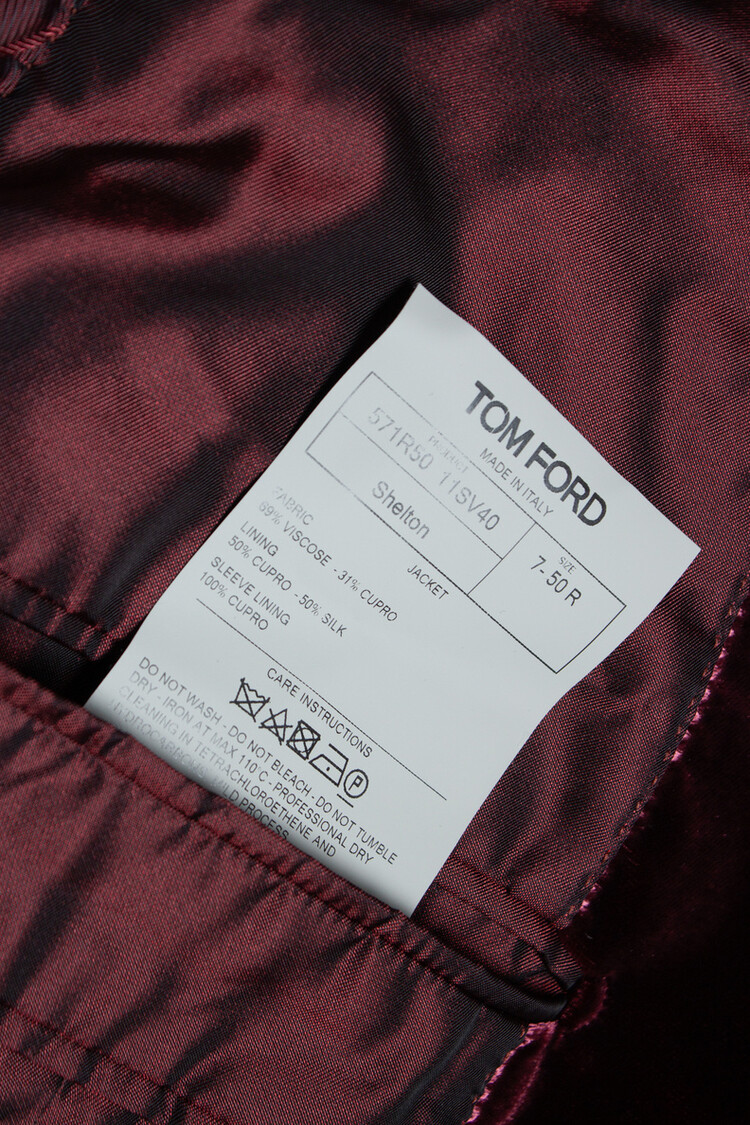 TOM FORD
MADE IN ITALY
PRODUCT
571R50 11SV40
SIZE
7-50 R
Shelton
JACKET
FABRIC
69% VISCOSE - 31% CUPRO
LINING
50% CUPRO - 50% SILK
SLEEVE LINING
100% CUPRO
CARE INSTRUCTIONS
P
DO NOT WASH - DO NOT BLEACH - DO NOT TUMBLE
DRY - IRON AT MAX 110°C - PROFESSIONAL DRY
CLEANING IN TETRACHLOROETHENE AND
PROCESS